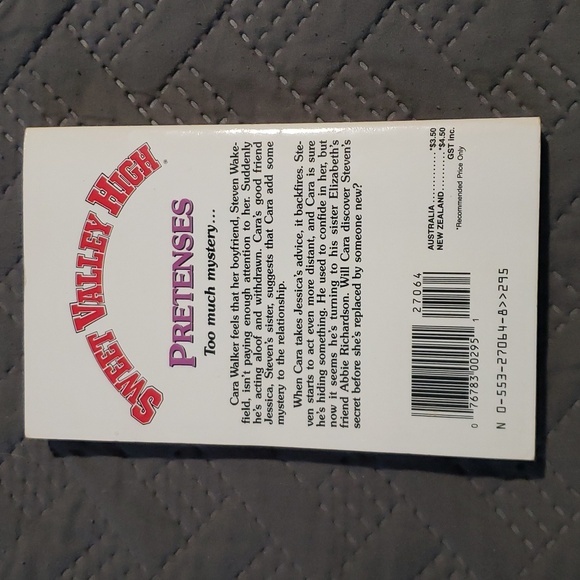 SWEET VALLEY HIGH®
PRETENSES
Too much mystery...
Cara Walker feels that her boyfriend, Steven Wake-
field, isn't paying enough attention to her. Suddenly
he's acting aloof and withdrawn. Cara's good friend
Jessica, Steven's sister, suggests that Cara add some
mystery to the relationship.
When Cara takes Jessica's advice, it backfires. Ste-
ven starts to act even more distant, and Cara is sure
he's hiding something. He used to confide in her, but
now it seems he's turning to his sister Elizabeth's
friend Abbie Richardson. Will Cara discover Steven's
secret before she's replaced by someone new?
AUSTRALIA ............ *$3.50
NEW ZEALAND.......... *$4.50
GST Inc.
*Recommended Price Only
27064
0 76783 00295 1
N 0-553-27064-8>>295